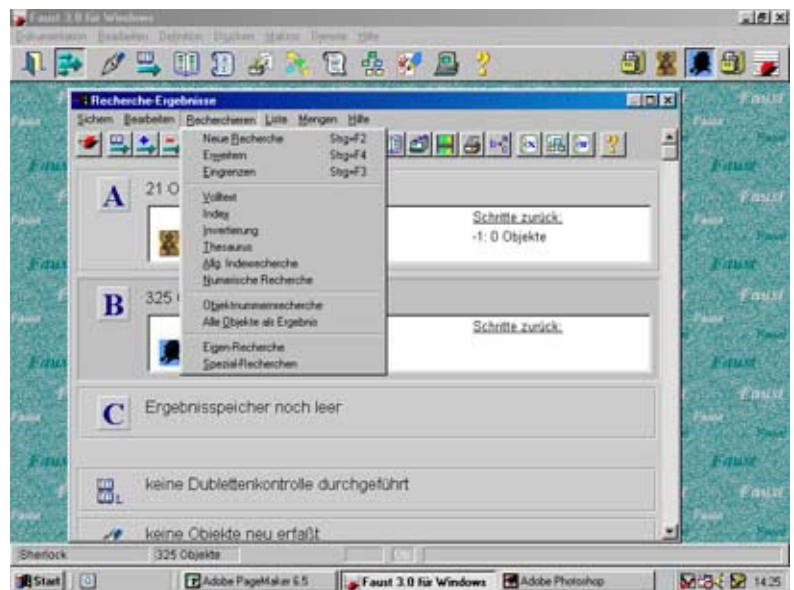 Faust 3.0 für Windows
Dokumentation Bearbeiten Definition Drucken Makros Dienste Hilfe
Recherche-Ergebnisse
Sichern Bearbeiten Recherchieren Liste Mengen Hilfe
Neue Recherche Strg+F2
Erweitern Strg+F4
Eingrenzen Strg+F3
Volltext
Index
Invertierung
Thesaurus
Allg. Indexrecherche
Numerische Recherche
Objektnummernrecherche
Alle Objekte als Ergebnis
Eigen-Recherche
Spezial-Recherchen
A 21 O
Schritte zurück:
-1: 0 Objekte
B 325
Schritte zurück:
C Ergebnisspeicher noch leer
keine Dublettenkontrolle durchgeführt
keine Objekte neu erfaßt
Faust
Sherlock 325 Objekte
Start Adobe PageMaker 6.5 Faust 3.0 für Windows Adobe Photoshop 14:25